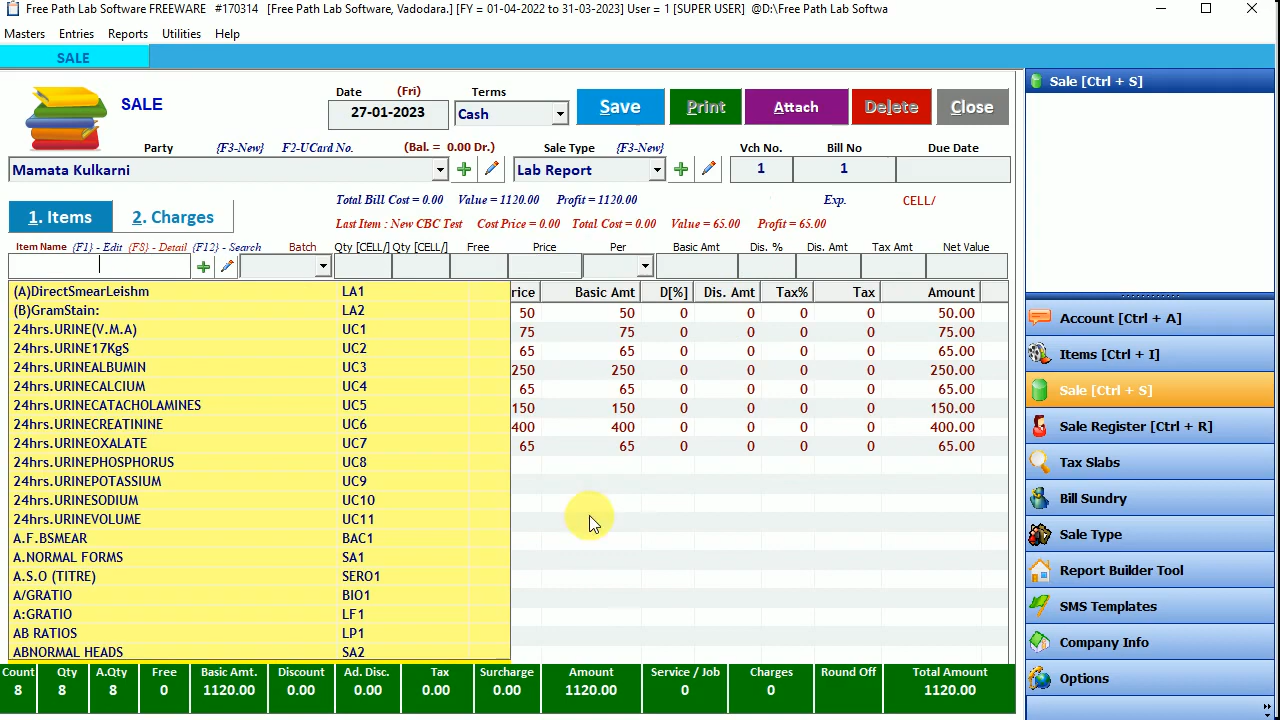 Free Path Lab Software FREEWARE #170314 [Free Path Lab Software, Vadodara.] [FY = 01-04-2022 to 31-03-2023] User = 1 [SUPER USER] @D:\Free Path Lab Softwa
Masters Entries Reports Utilities Help
SALE
Sale [Ctrl + S]
SALE
Date (Fri) Terms
27-01-2023 Cash Save Print Attach Delete Close
Party {F3-New} F2-UCard No. (Bal. = 0.00 Dr.) Sale Type {F3-New} Vch No. Bill No Due Date
Mamata Kulkarni Lab Report 1 1
Total Bill Cost = 0.00 Value = 1120.00 Profit = 1120.00 Exp. CELL/
1. Items 2. Charges
Last Item : New CBC Test Cost Price = 0.00 Total Cost = 0.00 Value = 65.00 Profit = 65.00
Item Name {F1} - Edit {F8} - Detail {F12} - Search Batch Qty [CELL/] Qty [CELL/] Free Price Per Basic Amt Dis. % Dis. Amt Tax Amt Net Value
rice Basic Amt D[%] Dis. Amt Tax% Tax Amount
(A)DirectSmearLeishm LA1
(B)GramStain: LA2
24hrs.URINE(V.M.A) UC1
24hrs.URINE17KgS UC2
24hrs.URINEALBUMIN UC3
24hrs.URINECALCIUM UC4
24hrs.URINECATACHOLAMINES UC5
24hrs.URINECREATININE UC6
24hrs.URINEOXALATE UC7
24hrs.URINEPHOSPHORUS UC8
24hrs.URINEPOTASSIUM UC9
24hrs.URINESODIUM UC10
24hrs.URINEVOLUME UC11
A.F.BSMEAR BAC1
A.NORMAL FORMS SA1
A.S.O (TITRE) SERO1
A/GRATIO BIO1
A:GRATIO LF1
AB RATIOS LP1
ABNORMAL HEADS SA2
50 50 0 0 0 0 50.00
75 75 0 0 0 0 75.00
65 65 0 0 0 0 65.00
250 250 0 0 0 0 250.00
65 65 0 0 0 0 65.00
150 150 0 0 0 0 150.00
400 400 0 0 0 0 400.00
65 65 0 0 0 0 65.00
Count Qty A.Qty Free Basic Amt. Discount Ad. Disc. Tax Surcharge Amount Service / Job Charges Round Off Total Amount
8 8 8 0 1120.00 0.00 0.00 0.00 0.00 1120.00 0 0 1120.00
Account [Ctrl + A]
Items [Ctrl + I]
Sale [Ctrl + S]
Sale Register [Ctrl + R]
Tax Slabs
Bill Sundry
Sale Type
Report Builder Tool
SMS Templates
Company Info
Options